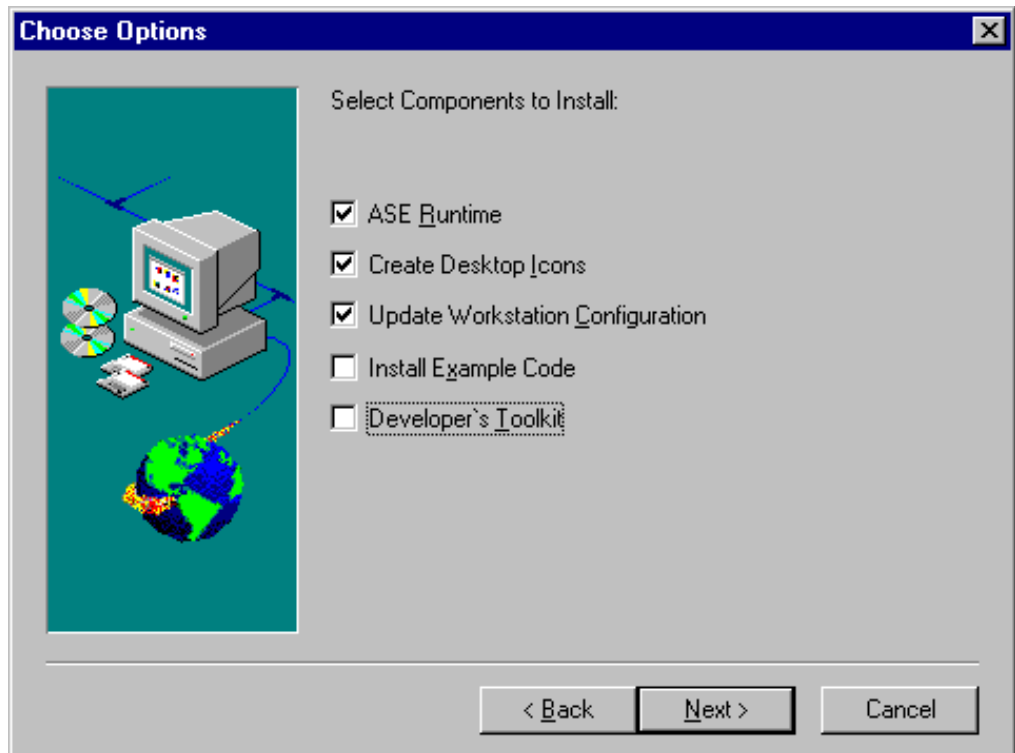 Choose Options
Select Components to Install:
ASE Runtime
Create Desktop Icons
Update Workstation Configuration
Install Example Code
Developer`s Toolkit
< Back Next > Cancel